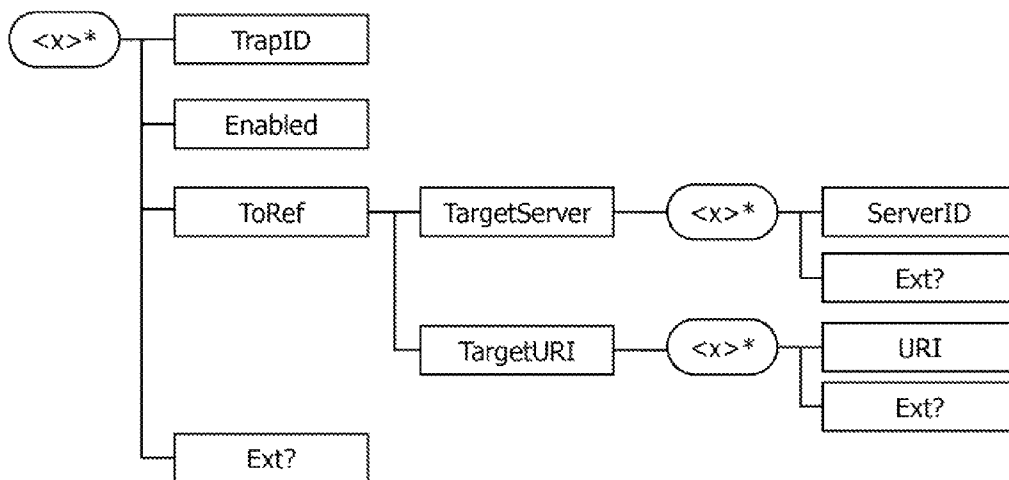 <x>*
TrapID
Enabled
ToRef
TargetServer
<x>*
ServerID
Ext?
TargetURI
<x>*
URI
Ext?
Ext?